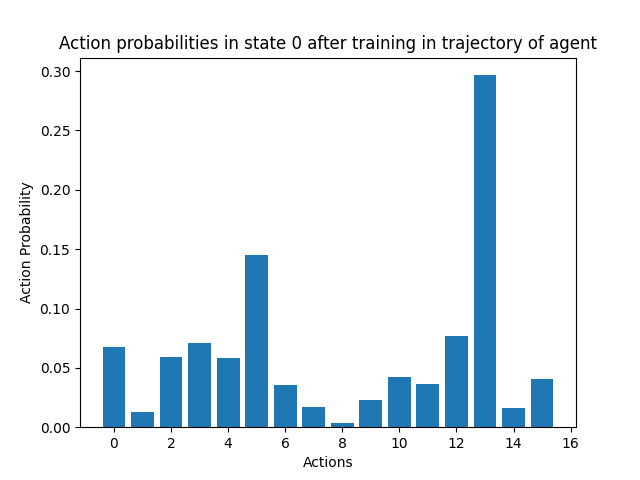 Action probabilities in state 0 after training in trajectory of agent
0.30
0.25
0.20
0.15
0.10
0.05
0.00
Action Probability
0 2 4 6 8 10 12 14 16
Actions